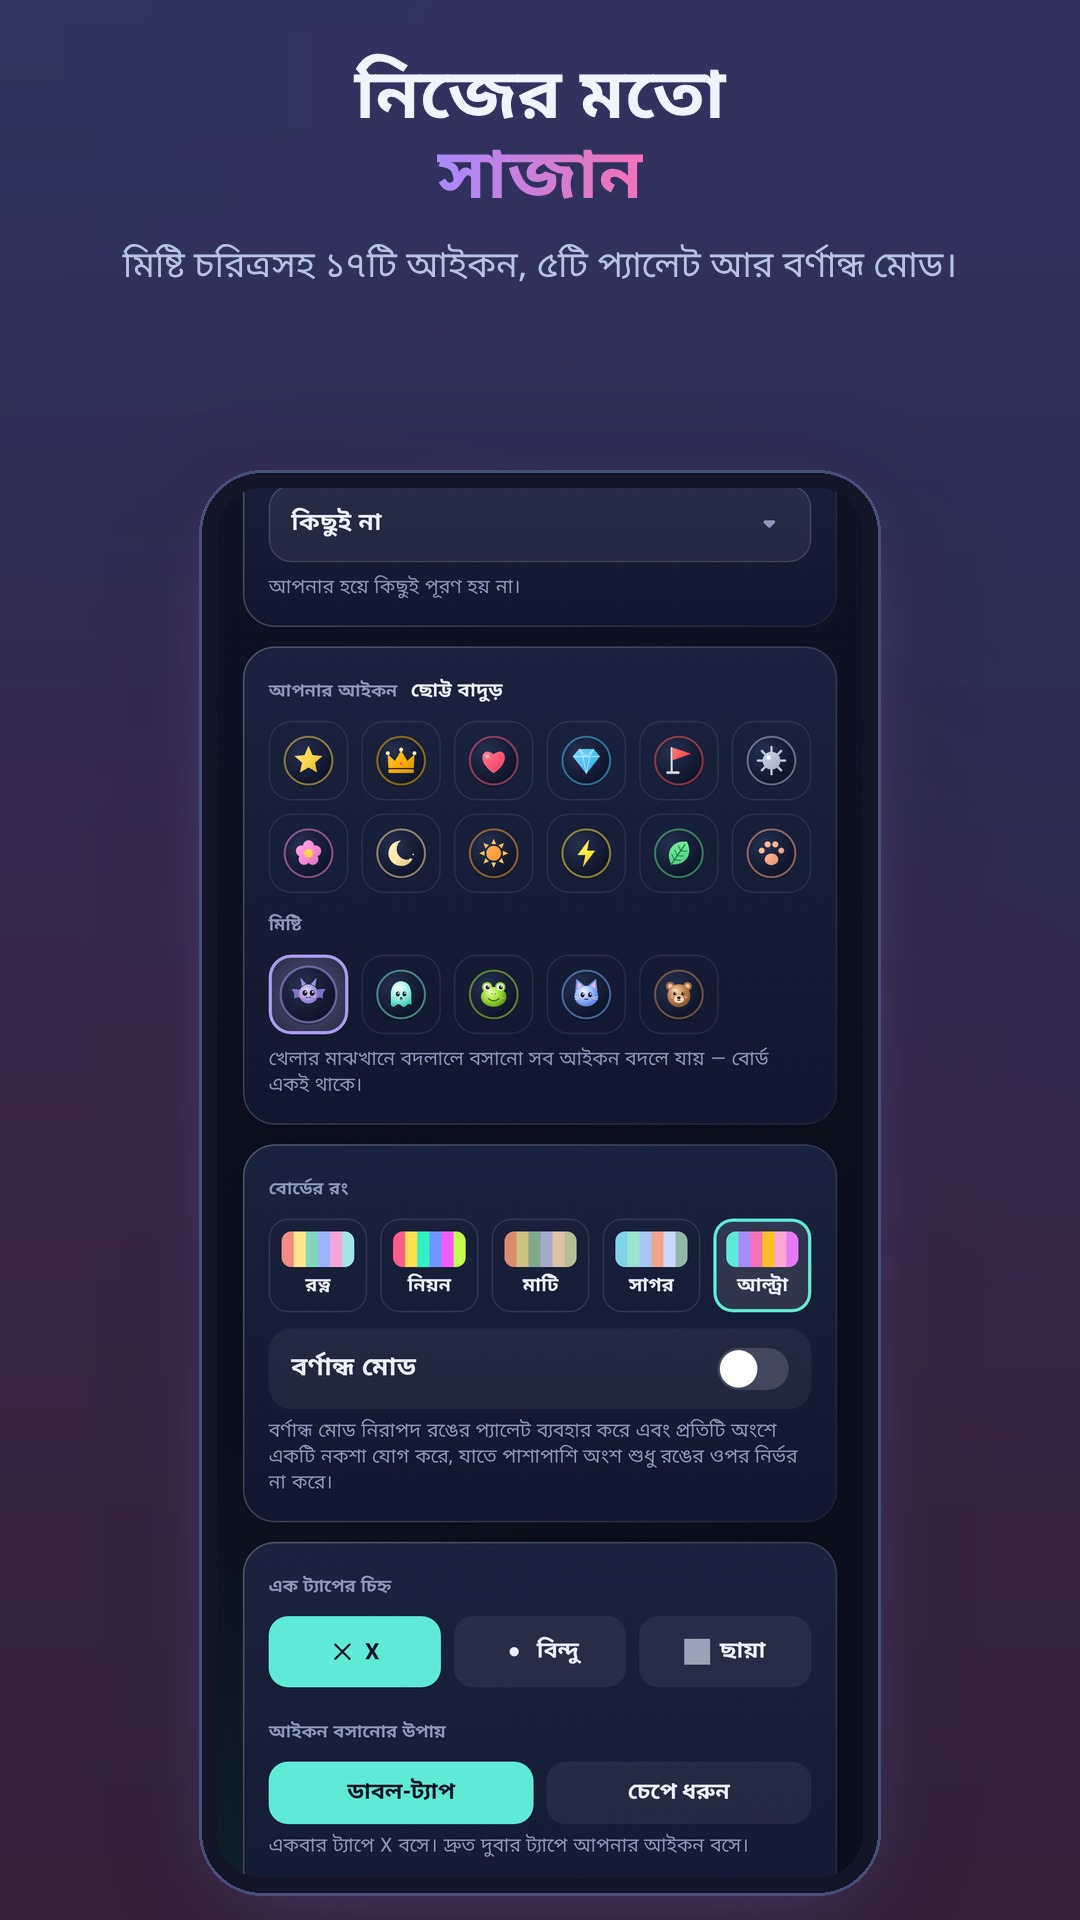 নিজের মতো
সাজান
মিষ্টি চরিত্রসহ ১৭টি আইকন, ৫টি প্যালেট আর বর্ণান্ধ মোড।
কিছুই না
আপনার হয়ে কিছুই পূরণ হয় না।
আপনার আইকন ছোট্ট বাদুড়
মিষ্টি
খেলার মাঝখানে বদলালে বসানো সব আইকন বদলে যায় — বোর্ড
একই থাকে।
বোর্ডের রং
রত্ন নিয়ন মাটি সাগর আল্ট্রা
বর্ণান্ধ মোড
বর্ণান্ধ মোড নিরাপদ রঙের প্যালেট ব্যবহার করে এবং প্রতিটি অংশে
একটি নকশা যোগ করে, যাতে পাশাপাশি অংশ শুধু রঙের ওপর নির্ভর
না করে।
এক ট্যাপের চিহ্ন
X বিন্দু ছায়া
আইকন বসানোর উপায়
ডাবল-ট্যাপ চেপে ধরুন
একবার ট্যাপে X বসে। দ্রুত দুবার ট্যাপে আপনার আইকন বসে।